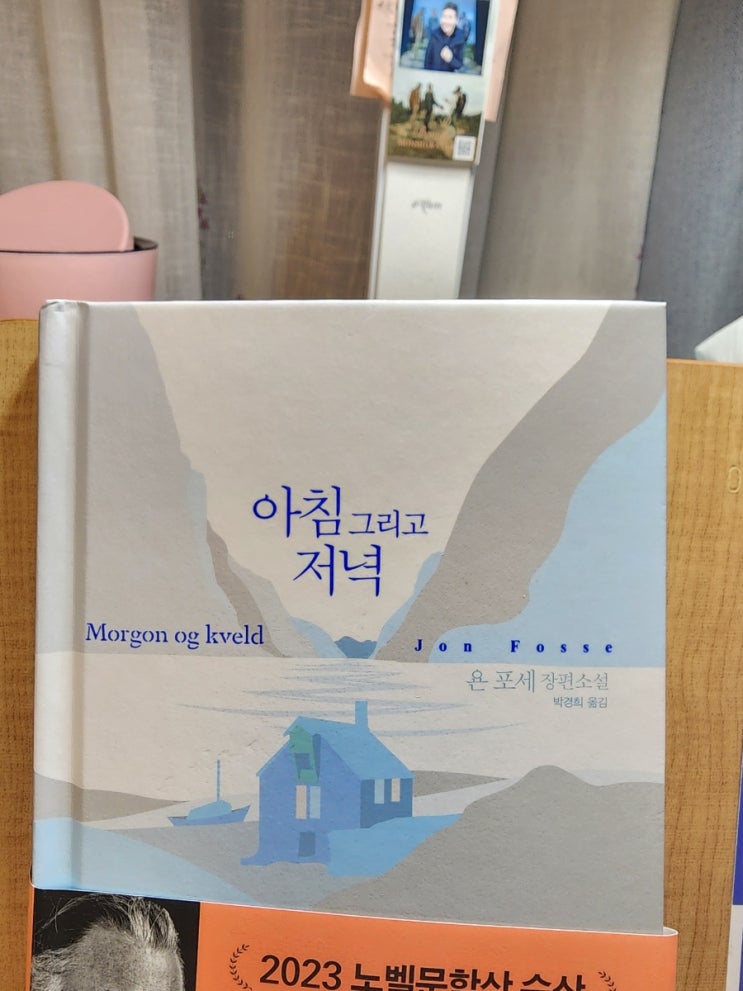 아침 그리고
저녁
Morgon og kveld
Jon Fosse
욘 포세 장편소설
박경희 옮김
2023 노벨문학상 수상